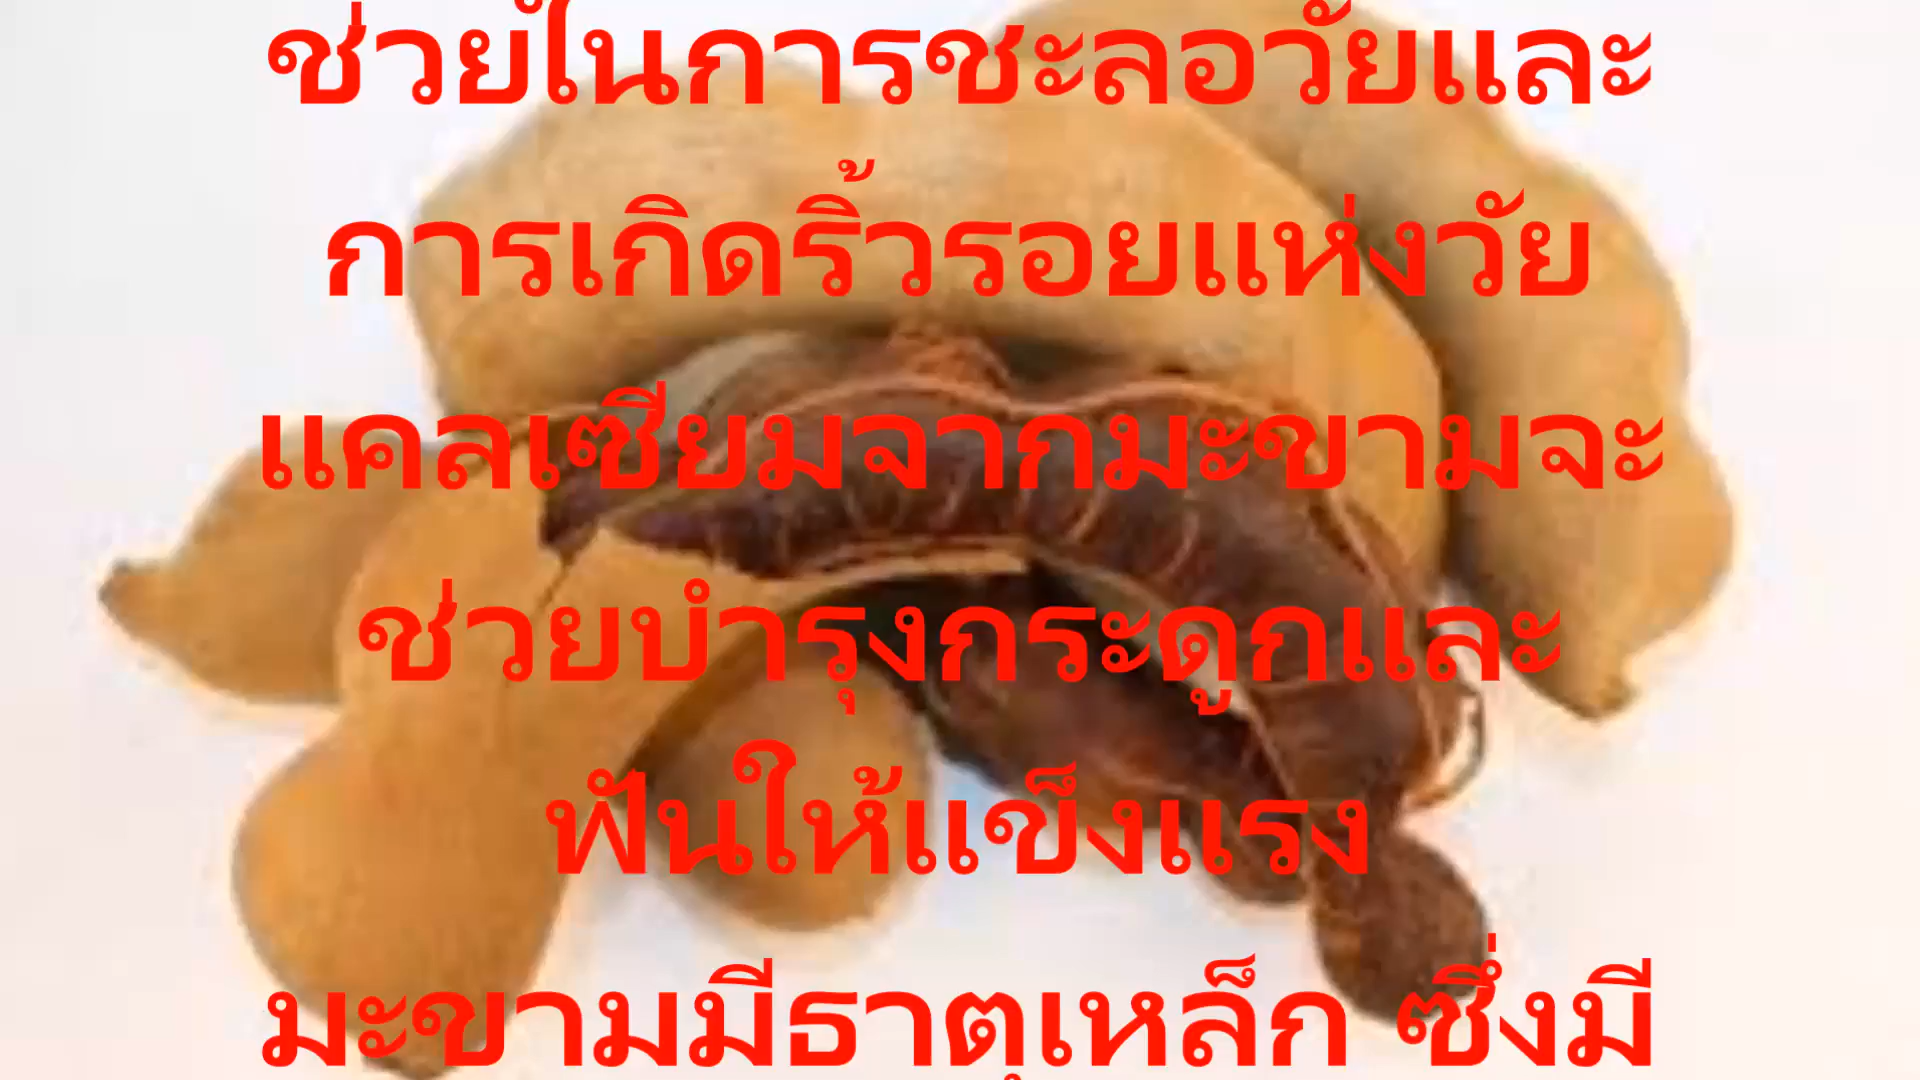 ช่วยในการชะลอวัยและ
การเกิดริ้วรอยแห่งวัย
แคลเซียมจากมะขามจะ
ช่วยบำรุงกระดูกและ
ฟันให้แข็งแรง
มะขามมีธาตุเหล็ก ซึ่งมี